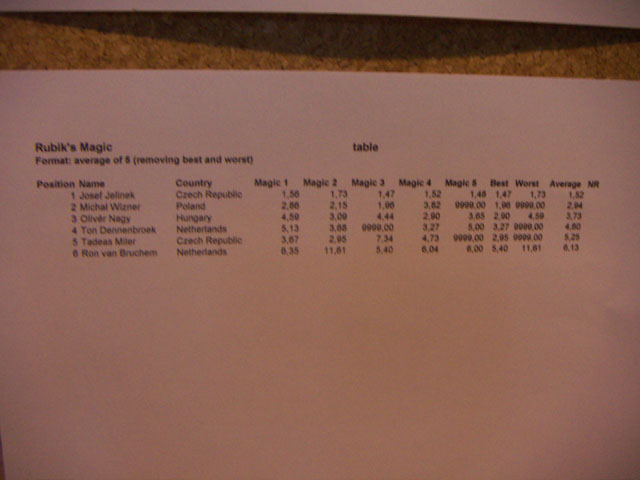 Rubik's Magic table
Format: average of 5 (removing best and worst)
Position Name Country Magic 1 Magic 2 Magic 3 Magic 4 Magic 5 Best Worst Average NR
1 Josef Jelinek Czech Republic 1,56 1,73 1,47 1,52 1,48 1,47 1,73 1,52
2 Michal Wizner Poland 2,86 2,15 1,96 3,82 9999,00 1,96 9999,00 2,94
3 Olivér Nagy Hungary 4,59 3,09 4,44 2,90 3,65 2,90 4,59 3,73
4 Ton Dennenbroek Netherlands 5,13 3,68 9999,00 3,27 5,00 3,27 9999,00 4,60
5 Tadeas Miler Czech Republic 3,67 2,95 7,34 4,73 9999,00 2,95 9999,00 5,25
6 Ron van Bruchem Netherlands 6,35 11,61 5,40 6,04 6,00 5,40 11,61 6,13